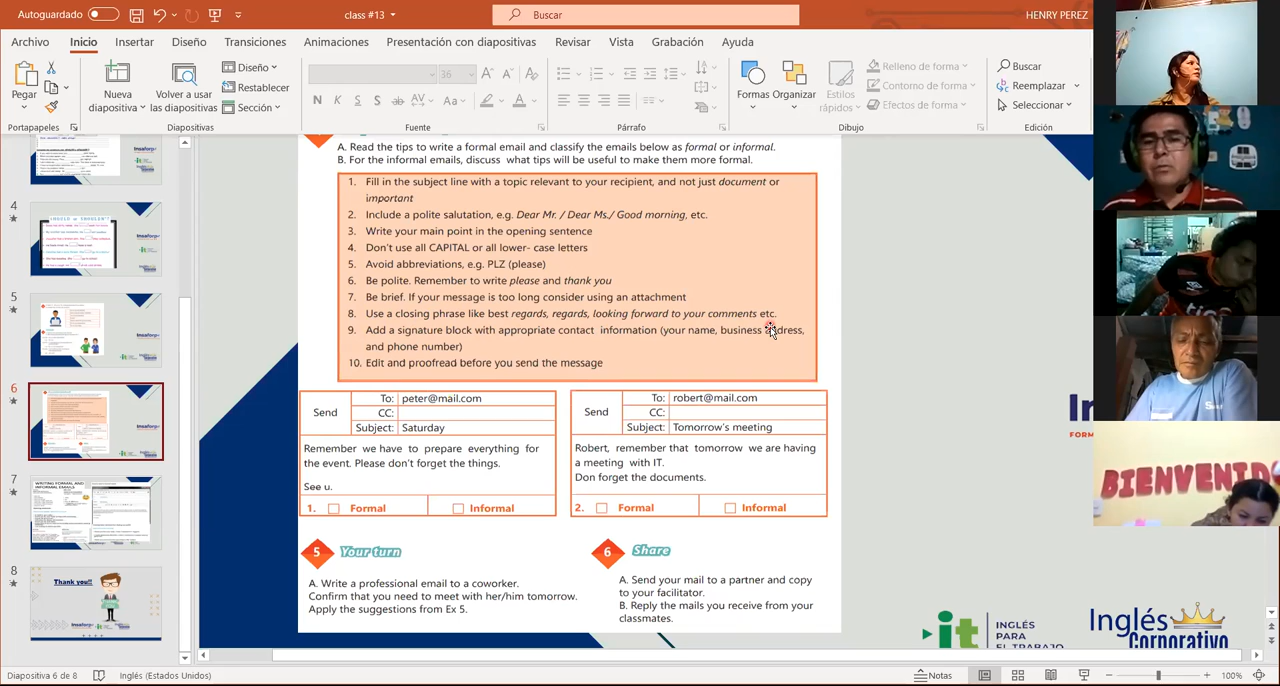 Autoguardado
class #13
Buscar
HENRY PEREZ
Archivo Inicio Insertar Diseño Transiciones Animaciones Presentación con diapositivas Revisar Vista Grabación Ayuda
Pegar
Nueva diapositiva
Volver a usar las diapositivas
Diseño
Restablecer
Sección
36
N K S S ab AV Aa A
Formas
Organizar
Estilos rápidos
Relleno de forma
Contorno de forma
Efectos de forma
Buscar
Reemplazar
Seleccionar
Portapapeles
Diapositivas
Fuente
Párrafo
Dibujo
Edición
4
5
6
7
8
WRITING FORMAL AND INFORMAL EMAILS
Thank you!!
A. Read the tips to write a formal email and classify the emails below as formal or informal.
B. For the informal emails, discuss what tips will be useful to make them more formal.
1. Fill in the subject line with a topic relevant to your recipient, and not just document or
important
2. Include a polite salutation, e.g. Dear Mr. / Dear Ms./ Good morning, etc.
3. Write your main point in the opening sentence
4. Don't use all CAPITAL or all lower- case letters
5. Avoid abbreviations, e.g. PLZ (please)
6. Be polite. Remember to write please and thank you
7. Be brief. If your message is too long consider using an attachment
8. Use a closing phrase like best regards, regards, looking forward to your comments etc.
9. Add a signature block with appropriate contact information (your name, business address,
and phone number)
10. Edit and proofread before you send the message
Send
To: peter@mail.com
CC:
Subject: Saturday
Remember we have to prepare everything for
the event. Please don't forget the things.
See u.
1. Formal Informal
Send
To: robert@mail.com
CC:
Subject: Tomorrow's meeting
Robert, remember that tomorrow we are having
a meeting with IT.
Don forget the documents.
2. Formal Informal
5 Your turn
A. Write a professional email to a coworker.
Confirm that you need to meet with her/him tomorrow.
Apply the suggestions from Ex 5.
6 Share
A. Send your mail to a partner and copy
to your facilitator.
B. Reply the mails you receive from your
classmates.
it
INGLÉS
PARA
EL TRABAJO
Inglés
Corporativo
BIENVENID
Diapositiva 6 de 8
Inglés (Estados Unidos)
Notas
100%